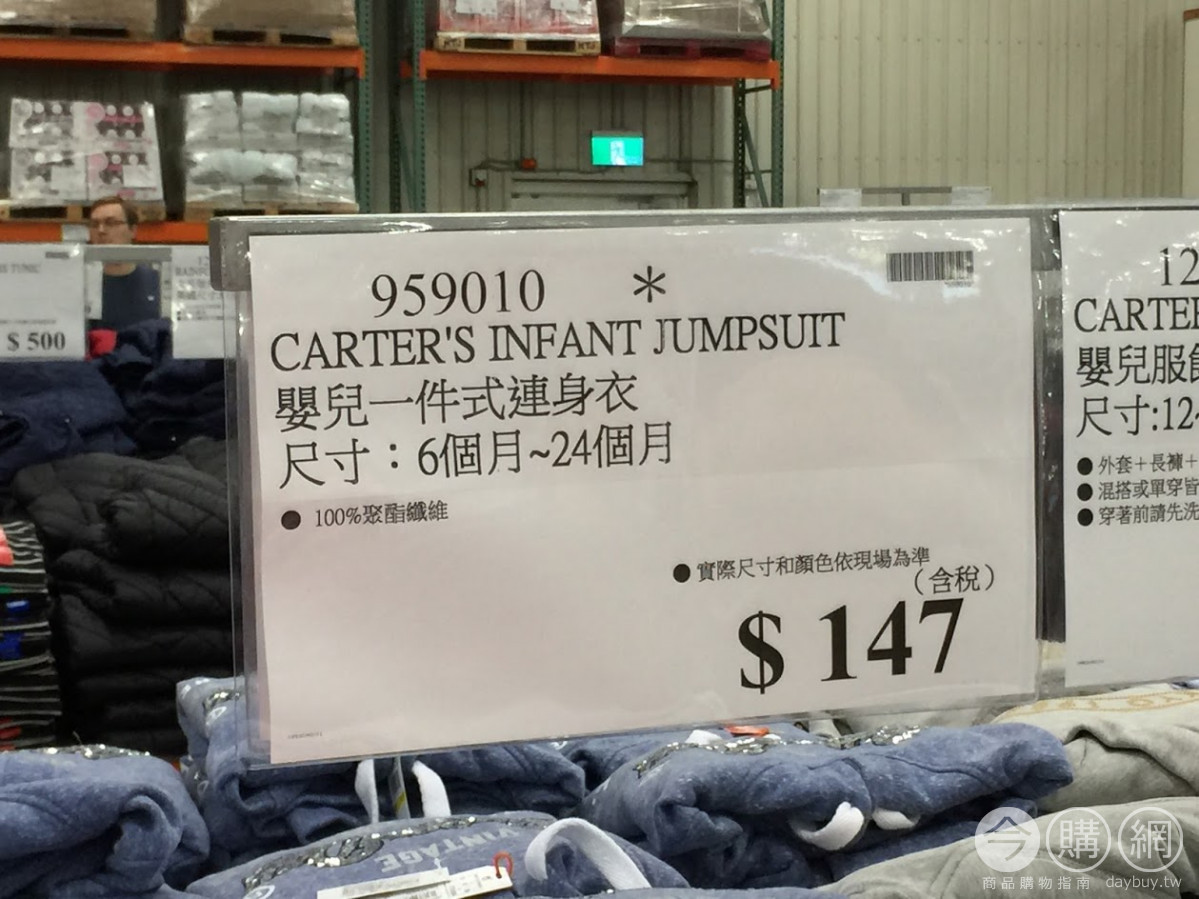 959010 *
CARTER'S INFANT JUMPSUIT
嬰兒一件式連身衣
尺寸：6個月~24個月
● 100%聚酯纖維
● 實際尺寸和顏色依現場為準
（含稅）
$ 147
$ 500
12
CARTER
嬰兒服飾
尺寸:12~
● 外套＋長褲＋
● 混搭或單穿皆
● 穿著前請先洗
VINTAGE
今購網
商品購物指南 daybuy.tw